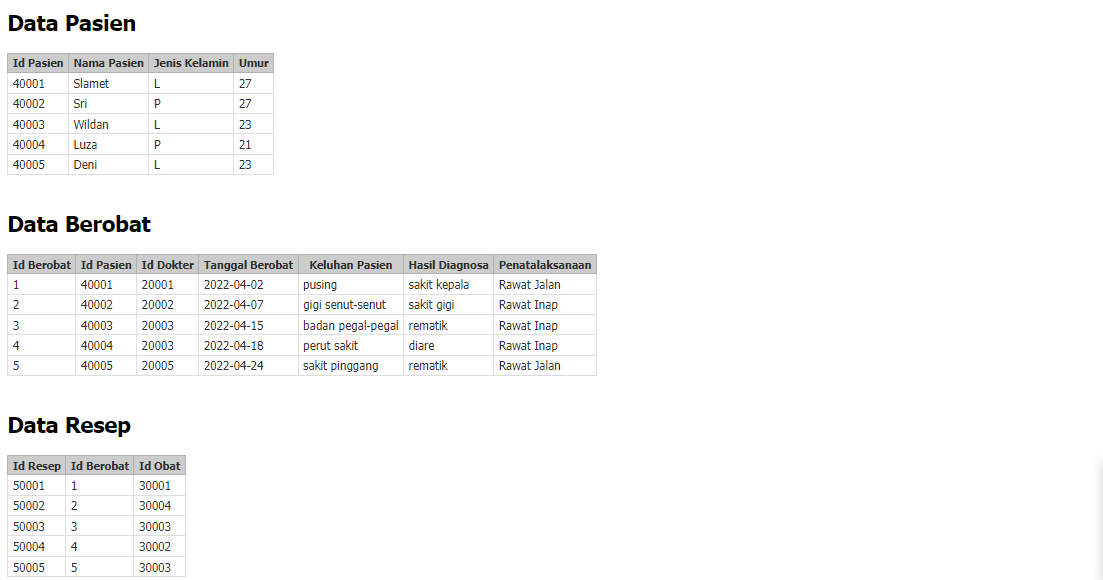 Data Pasien
Id Pasien Nama Pasien Jenis Kelamin Umur
40001 Slamet L 27
40002 Sri P 27
40003 Wildan L 23
40004 Luza P 21
40005 Deni L 23
Data Berobat
Id Berobat Id Pasien Id Dokter Tanggal Berobat Keluhan Pasien Hasil Diagnosa Penatalaksanaan
1 40001 20001 2022-04-02 pusing sakit kepala Rawat Jalan
2 40002 20002 2022-04-07 gigi senut-senut sakit gigi Rawat Inap
3 40003 20003 2022-04-15 badan pegal-pegal rematik Rawat Inap
4 40004 20003 2022-04-18 perut sakit diare Rawat Inap
5 40005 20005 2022-04-24 sakit pinggang rematik Rawat Jalan
Data Resep
Id Resep Id Berobat Id Obat
50001 1 30001
50002 2 30004
50003 3 30003
50004 4 30002
50005 5 30003